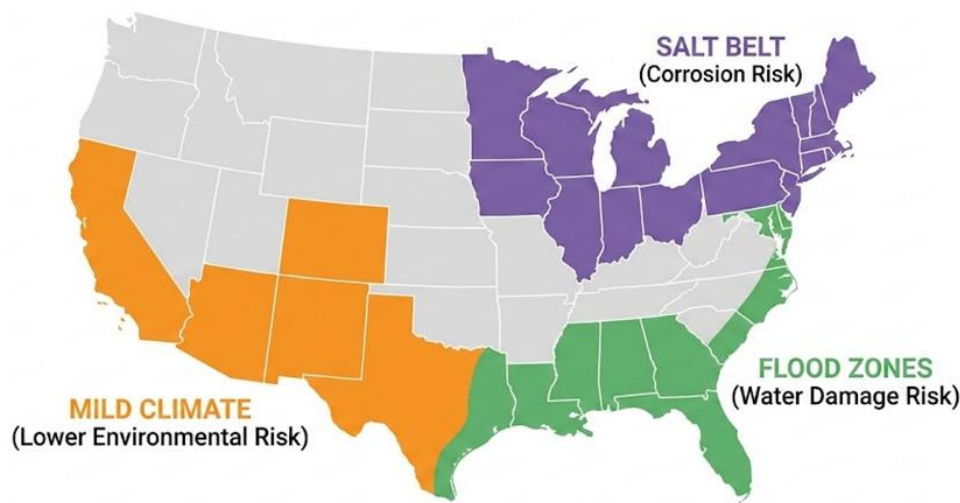 SALT BELT
(Corrosion Risk)
FLOOD ZONES
(Water Damage Risk)
MILD CLIMATE
(Lower Environmental Risk)